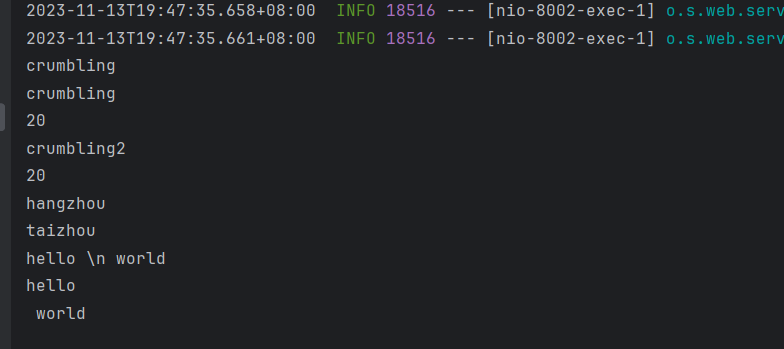 2023-11-13T19:47:35.658+08:00  INFO 18516 --- [nio-8002-exec-1] o.s.web.serv
2023-11-13T19:47:35.661+08:00  INFO 18516 --- [nio-8002-exec-1] o.s.web.serv
crumbling
crumbling
20
crumbling2
20
hangzhou
taizhou
hello \n world
hello
 world